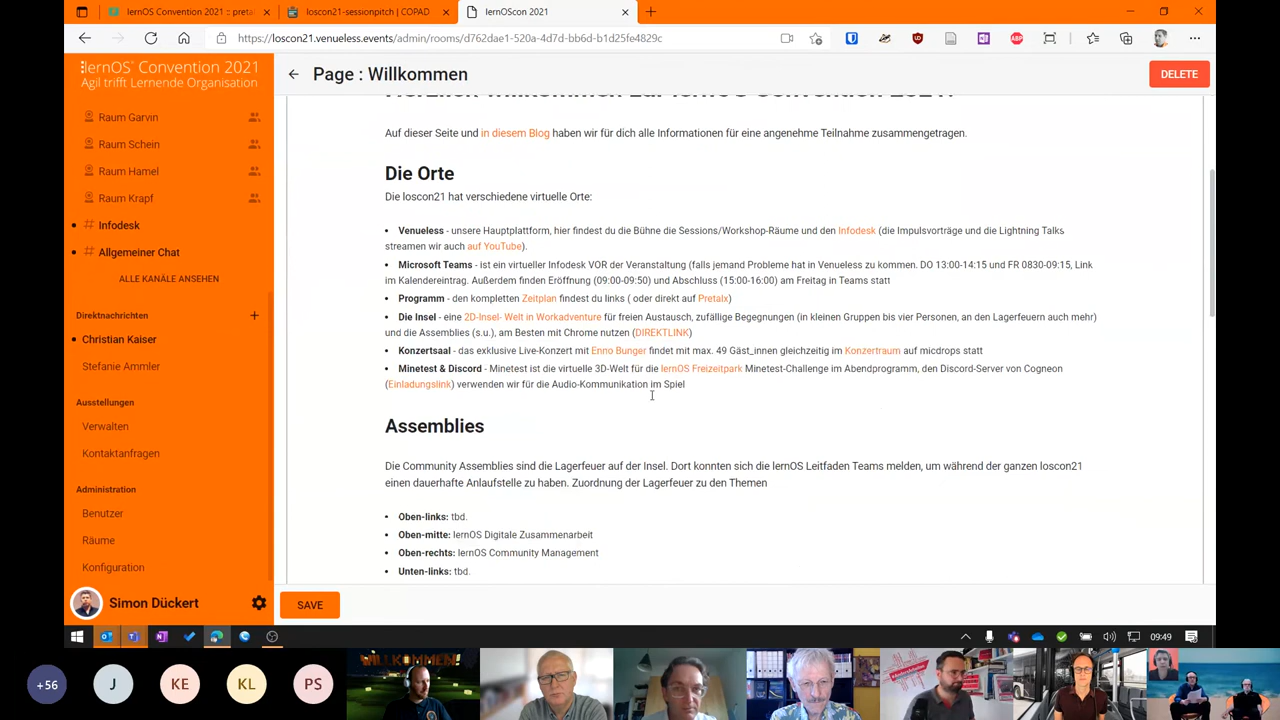 lernOS Convention 2021 :: preta
loscon21-sessionpitch | COPAD
lernOScon 2021
https://loscon21.venueless.events/admin/rooms/d762dae1-520a-4d7d-bb6d-b1d25fe4829c
lernOS Convention 2021
Agil trifft Lernende Organisation
Page : Willkommen
DELETE
Herzlich willkommen zur lernOS Convention 2021!
Raum Garvin
Raum Schein
Raum Hamel
Raum Krapf
Infodesk
Allgemeiner Chat
ALLE KANÄLE ANSEHEN
Direktnachrichten
Christian Kaiser
Stefanie Ammler
Ausstellungen
Verwalten
Kontaktanfragen
Administration
Benutzer
Räume
Konfiguration
Simon Dückert
Auf dieser Seite und in diesem Blog haben wir für dich alle Informationen für eine angenehme Teilnahme zusammengetragen.
Die Orte
Die loscon21 hat verschiedene virtuelle Orte:
Venueless - unsere Hauptplattform, hier findest du die Bühne die Sessions/Workshop-Räume und den Infodesk (die Impulsvorträge und die Lightning Talks
streamen wir auch auf YouTube).
Microsoft Teams - ist ein virtueller Infodesk VOR der Veranstaltung (falls jemand Probleme hat in Venueless zu kommen. DO 13:00-14:15 und FR 0830-09:15, Link
im Kalendereintrag. Außerdem finden Eröffnung (09:00-09:50) und Abschluss (15:00-16:00) am Freitag in Teams statt
Programm - den kompletten Zeitplan findest du links ( oder direkt auf Pretalx)
Die Insel - eine 2D-Insel- Welt in Workadventure für freien Austausch, zufällige Begegnungen (in kleinen Gruppen bis vier Personen, an den Lagerfeuern auch mehr)
und die Assemblies (s.u.), am Besten mit Chrome nutzen (DIREKTLINK)
Konzertsaal - das exklusive Live-Konzert mit Enno Bunger findet mit max. 49 Gäst_innen gleichzeitig im Konzertraum auf micdrops statt
Minetest & Discord - Minetest ist die virtuelle 3D-Welt für die lernOS Freizeitpark Minetest-Challenge im Abendprogramm, den Discord-Server von Cogneon
(Einladungslink) verwenden wir für die Audio-Kommunikation im Spiel
Assemblies
Die Community Assemblies sind die Lagerfeuer auf der Insel. Dort konnten sich die lernOS Leitfaden Teams melden, um während der ganzen loscon21
einen dauerhafte Anlaufstelle zu haben. Zuordnung der Lagerfeuer zu den Themen
Oben-links: tbd.
Oben-mitte: lernOS Digitale Zusammenarbeit
Oben-rechts: lernOS Community Management
Unten-links: tbd.
SAVE
09:49
+56
J
KE
KL
PS
WILLKOMMEN